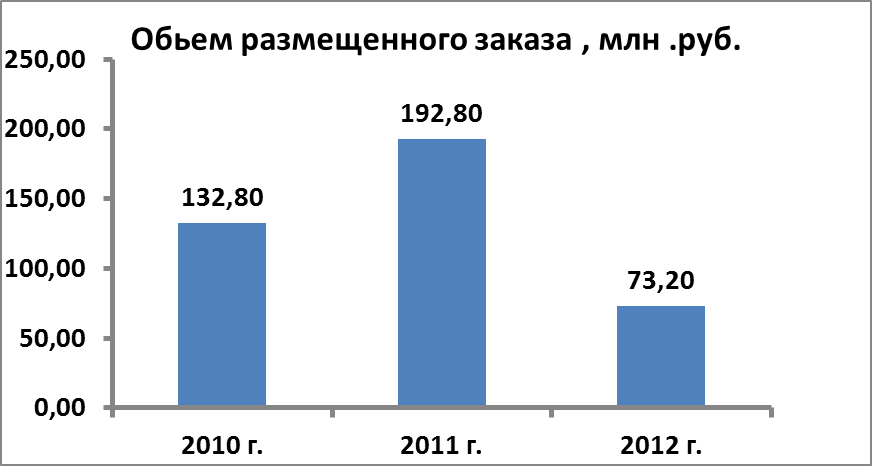 Обьем размещенного заказа , млн .руб.
250,00
200,00
150,00
100,00
50,00
0,00
132,80
192,80
73,20
2010 г.
2011 г.
2012 г.